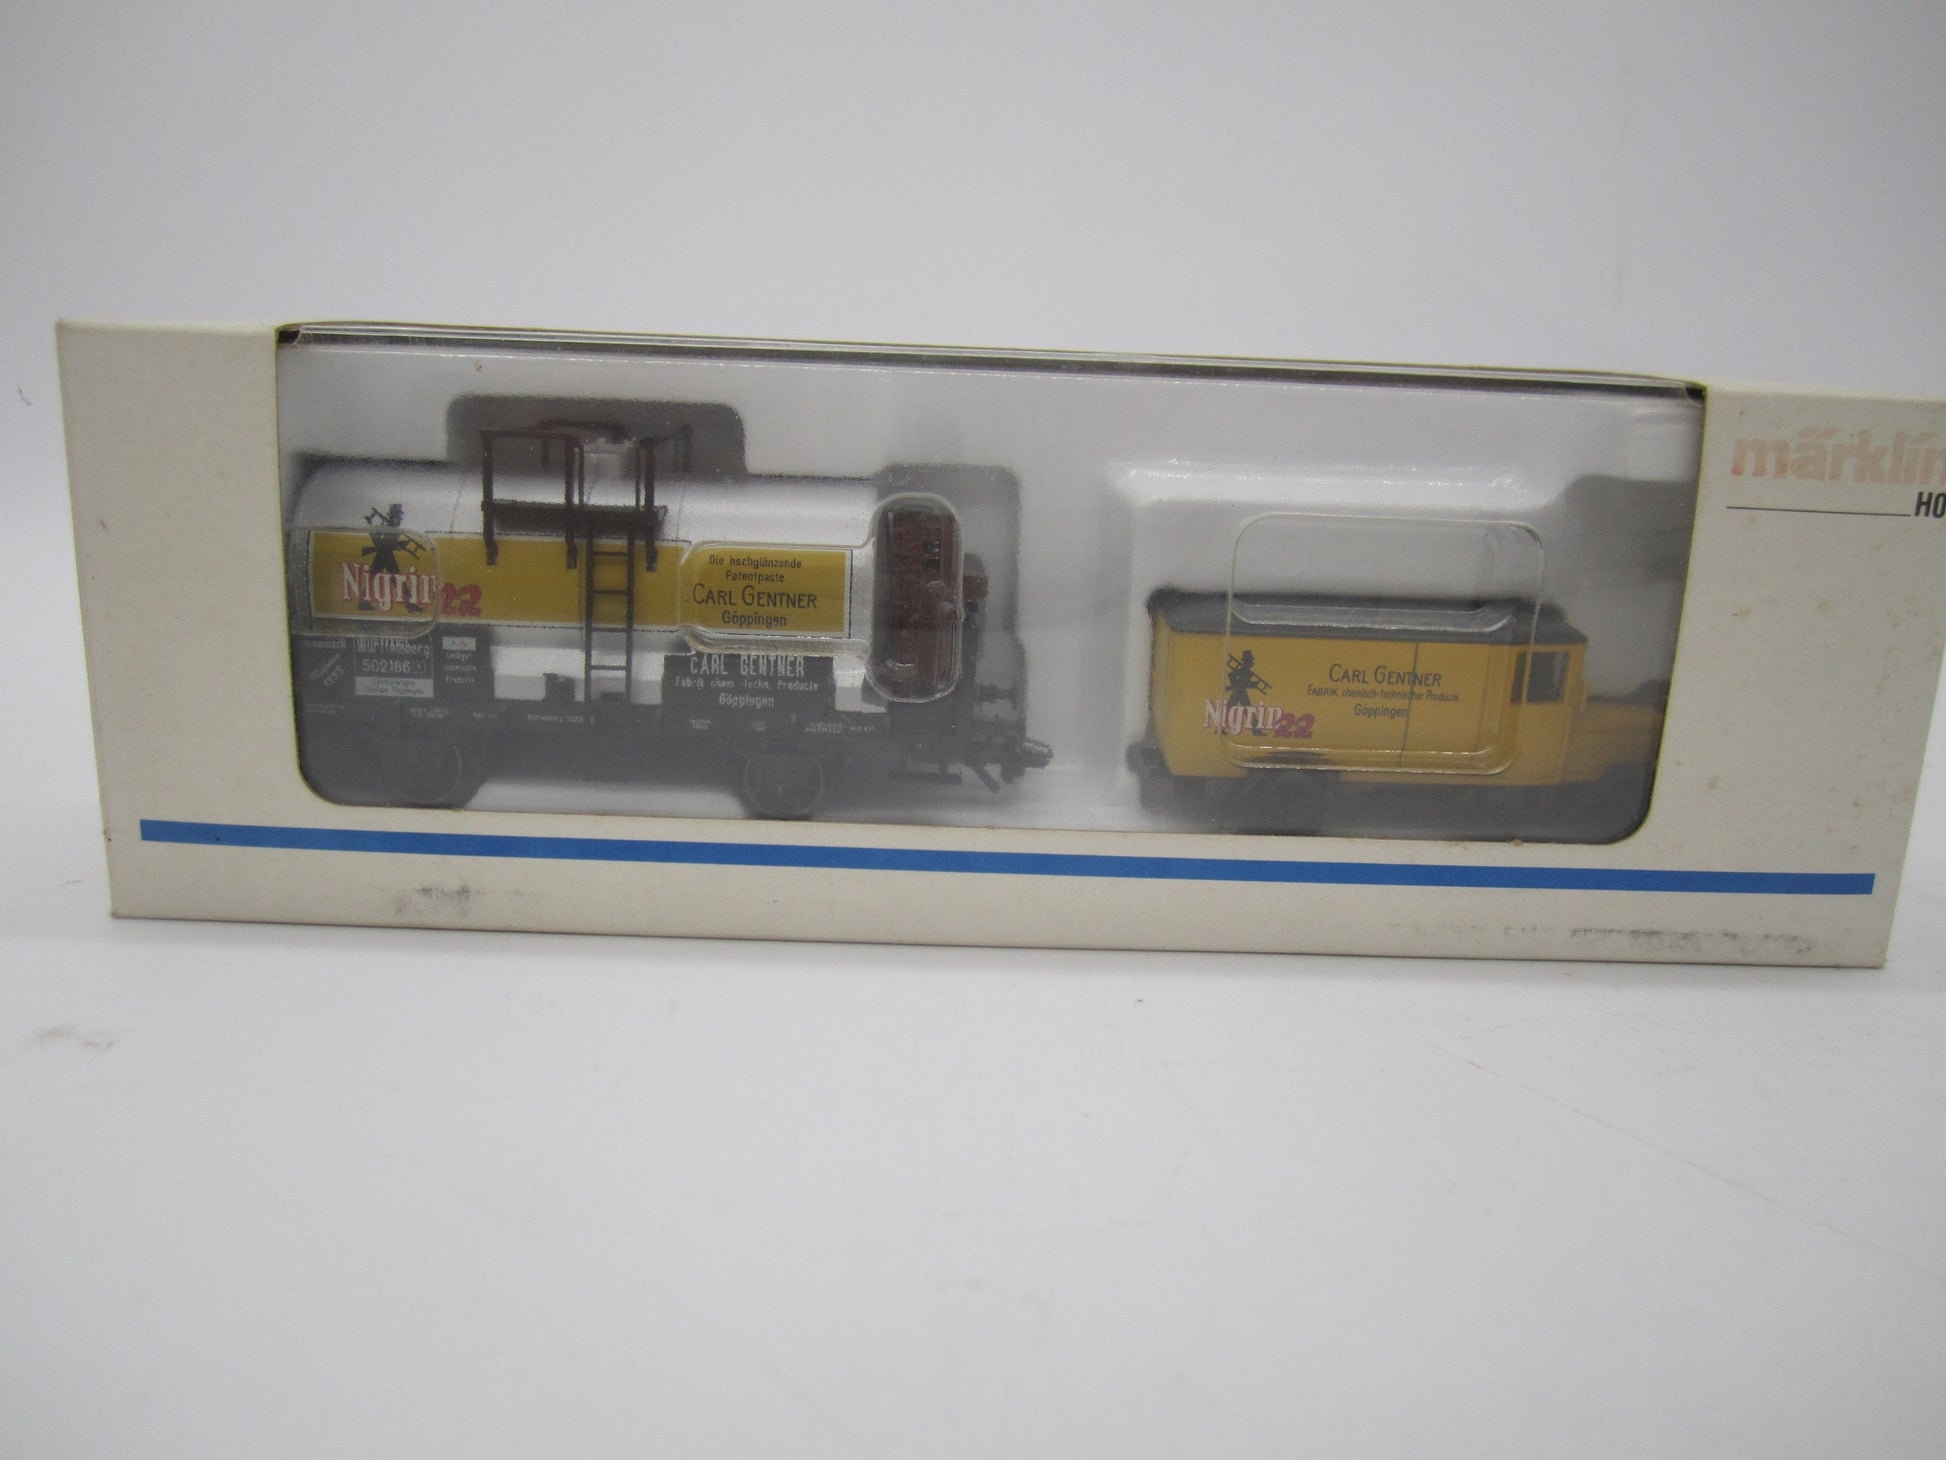 märklin
H0
Nigrin 22
Die hochglänzende
Patentpaste
CARL GENTNER
Göppingen
Württemberg
502186
1993
CARL GENTNER
Fabrik chem.-techn. Producte
Göppingen
CARL GENTNER
FABRIK chemisch-technischer Producte
Göppingen
Nigrin 22